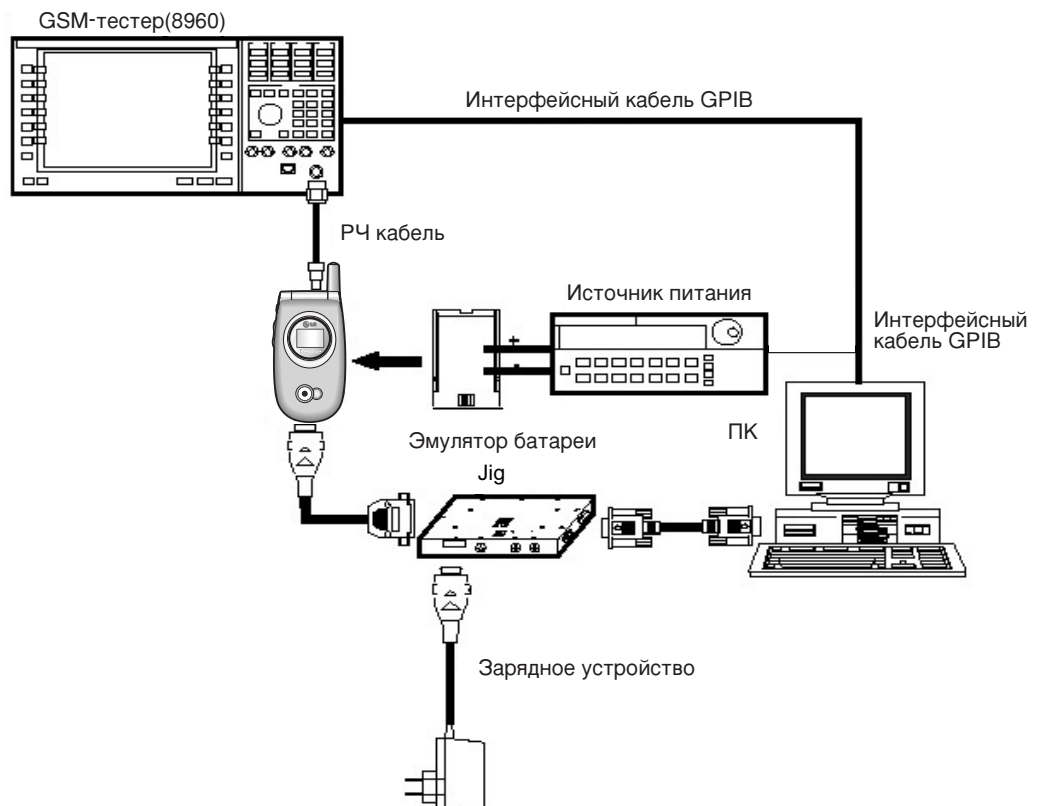 GSM-тестер(8960)
Интерфейсный кабель GPIB
РЧ кабель
Источник питания
Интерфейсный
кабель GPIB
+
-
LG
Эмулятор батареи
ПК
Jig
Зарядное устройство